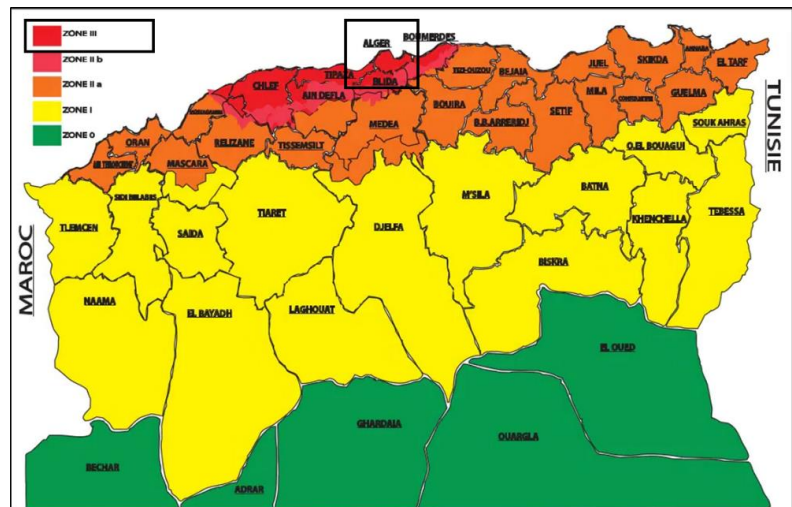 ZONE III
ZONE II b
ZONE II a
ZONE I
ZONE 0
ALGER
BOUMERDES
TIPAZA
BLIDA
CHLEF
AIN DEFLA
TIZI-OUZOU
BEJAIA
JIJEL
SKIKDA
ANNABA
EL TARF
BOUIRA
B.B.ARRERIDJ
SETIF
MILA
CONSTANTINE
GUELMA
SOUK AHRAS
MEDEA
ORAN
AIN TEMOUCENT
MASCARA
RELIZANE
TISSEMSILT
O.EL BOUAGUI
TUNISIE
TLEMCEN
SIDI BELABES
SAIDA
TIARET
DJELFA
M'SILA
BATNA
KHENCHELLA
TEBESSA
BISKRA
MAROC
NAAMA
EL BAYADH
LAGHOUAT
EL OUED
GHARDAIA
OUARGLA
BECHAR
ADRAR